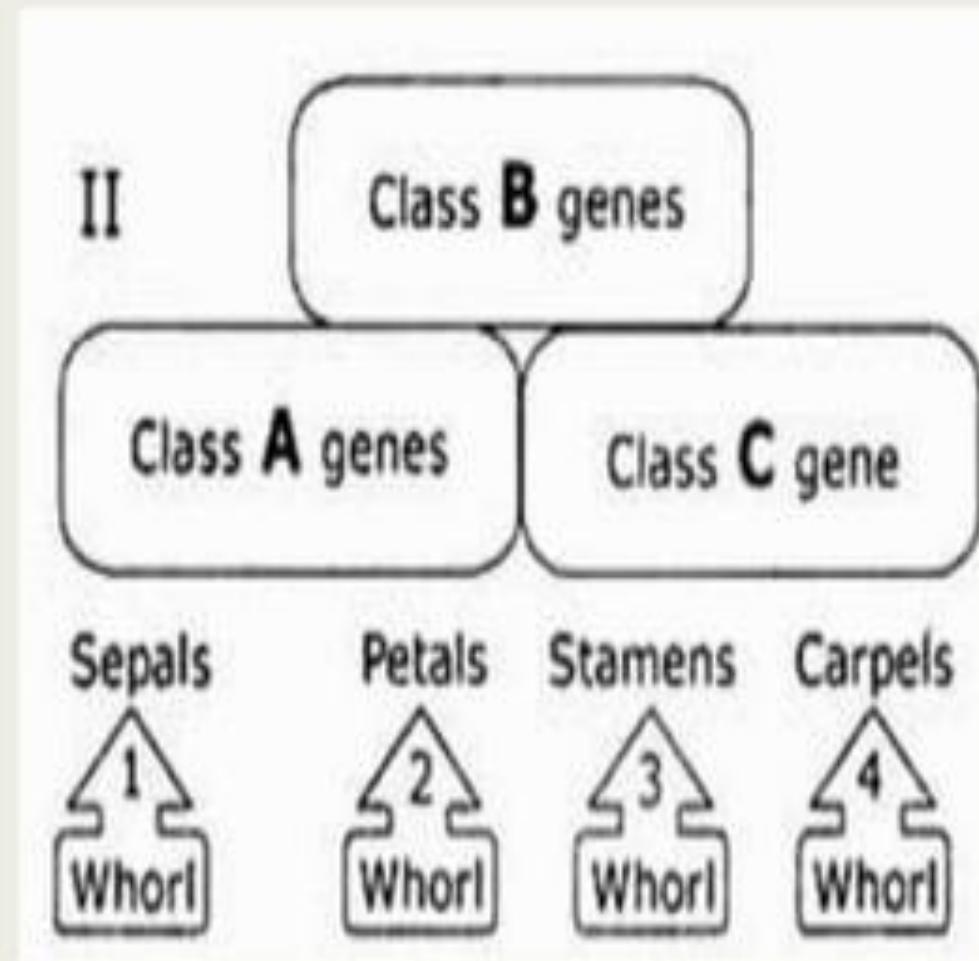 II
Class B genes
Class A genes
Class C gene
Sepals Petals Stamens Carpels
1 2 3 4
Whorl Whorl Whorl Whorl